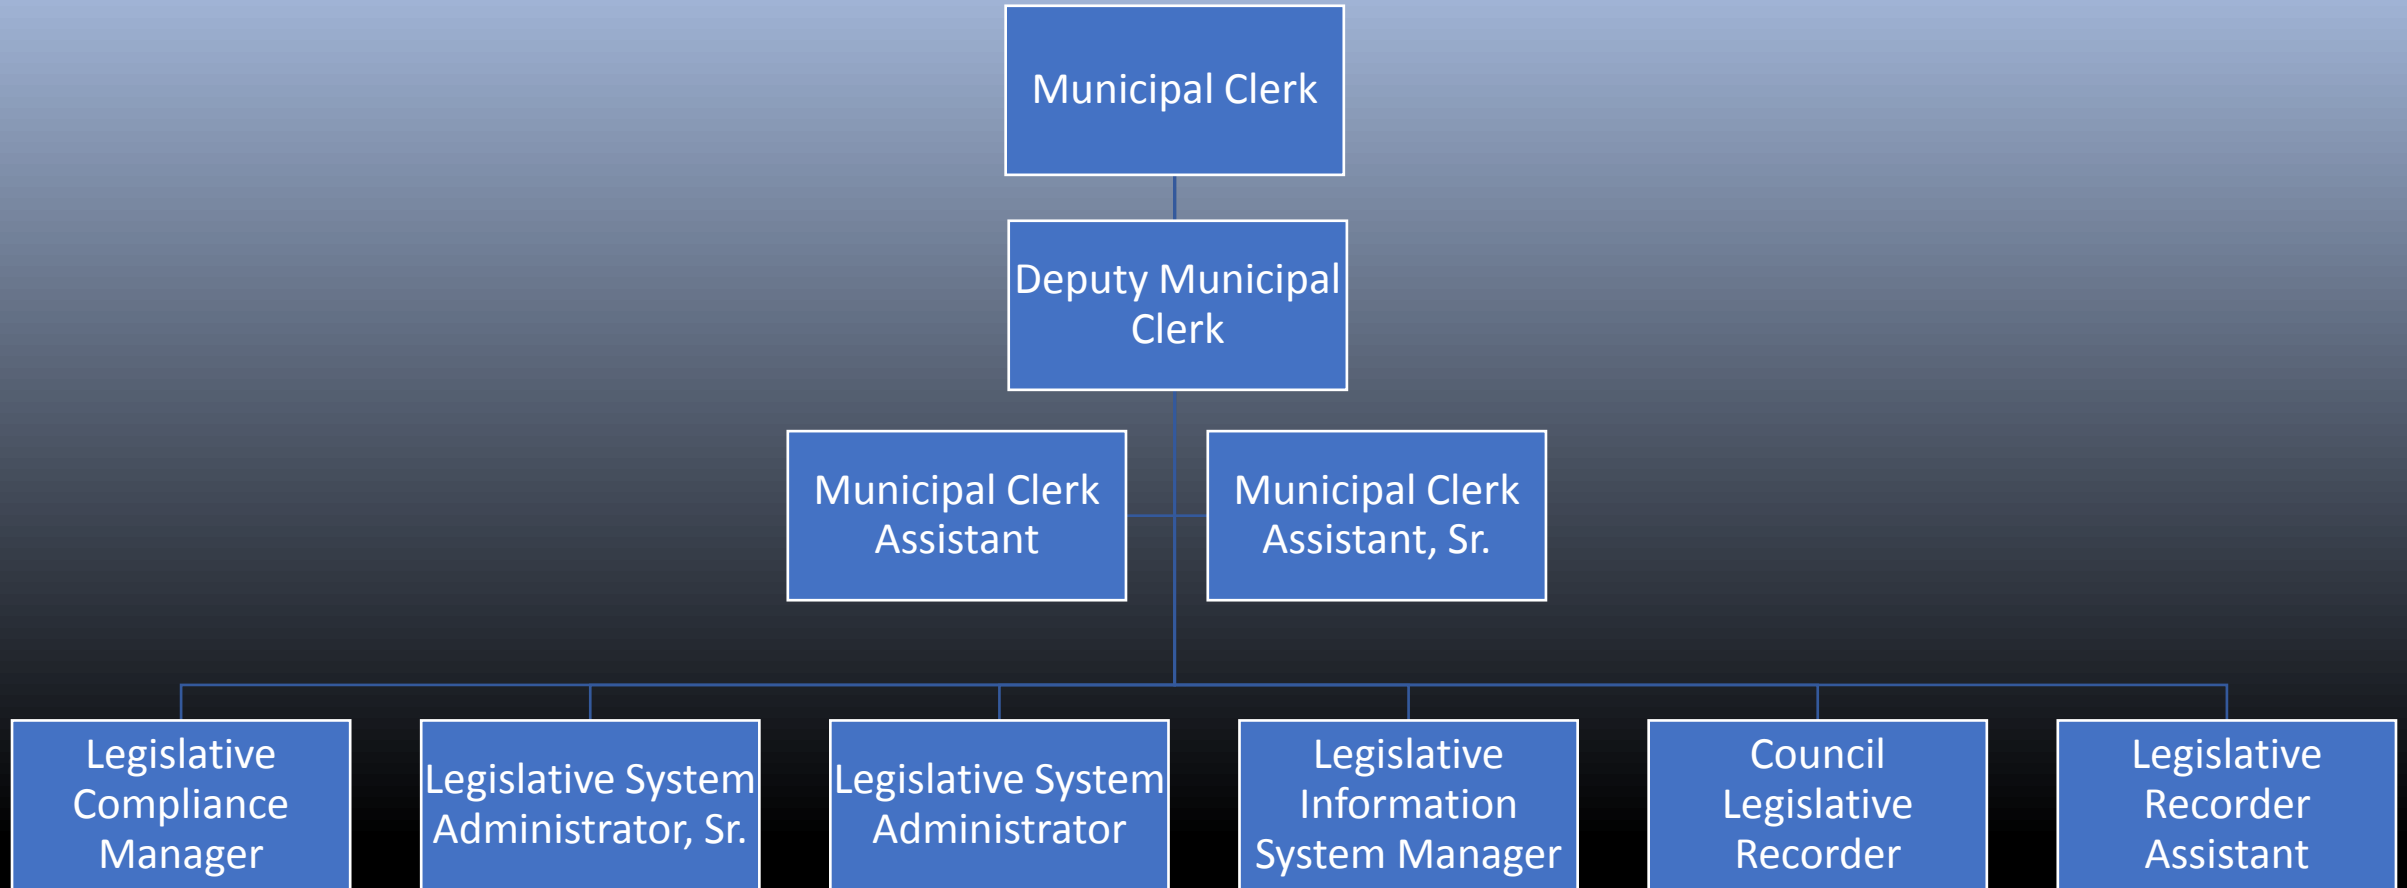 Municipal Clerk
Deputy Municipal
Clerk
Municipal Clerk
Assistant
Municipal Clerk
Assistant, Sr.
Legislative
Compliance
Manager
Legislative System
Administrator, Sr.
Legislative System
Administrator
Legislative
Information
System Manager
Council
Legislative
Recorder
Legislative
Recorder
Assistant